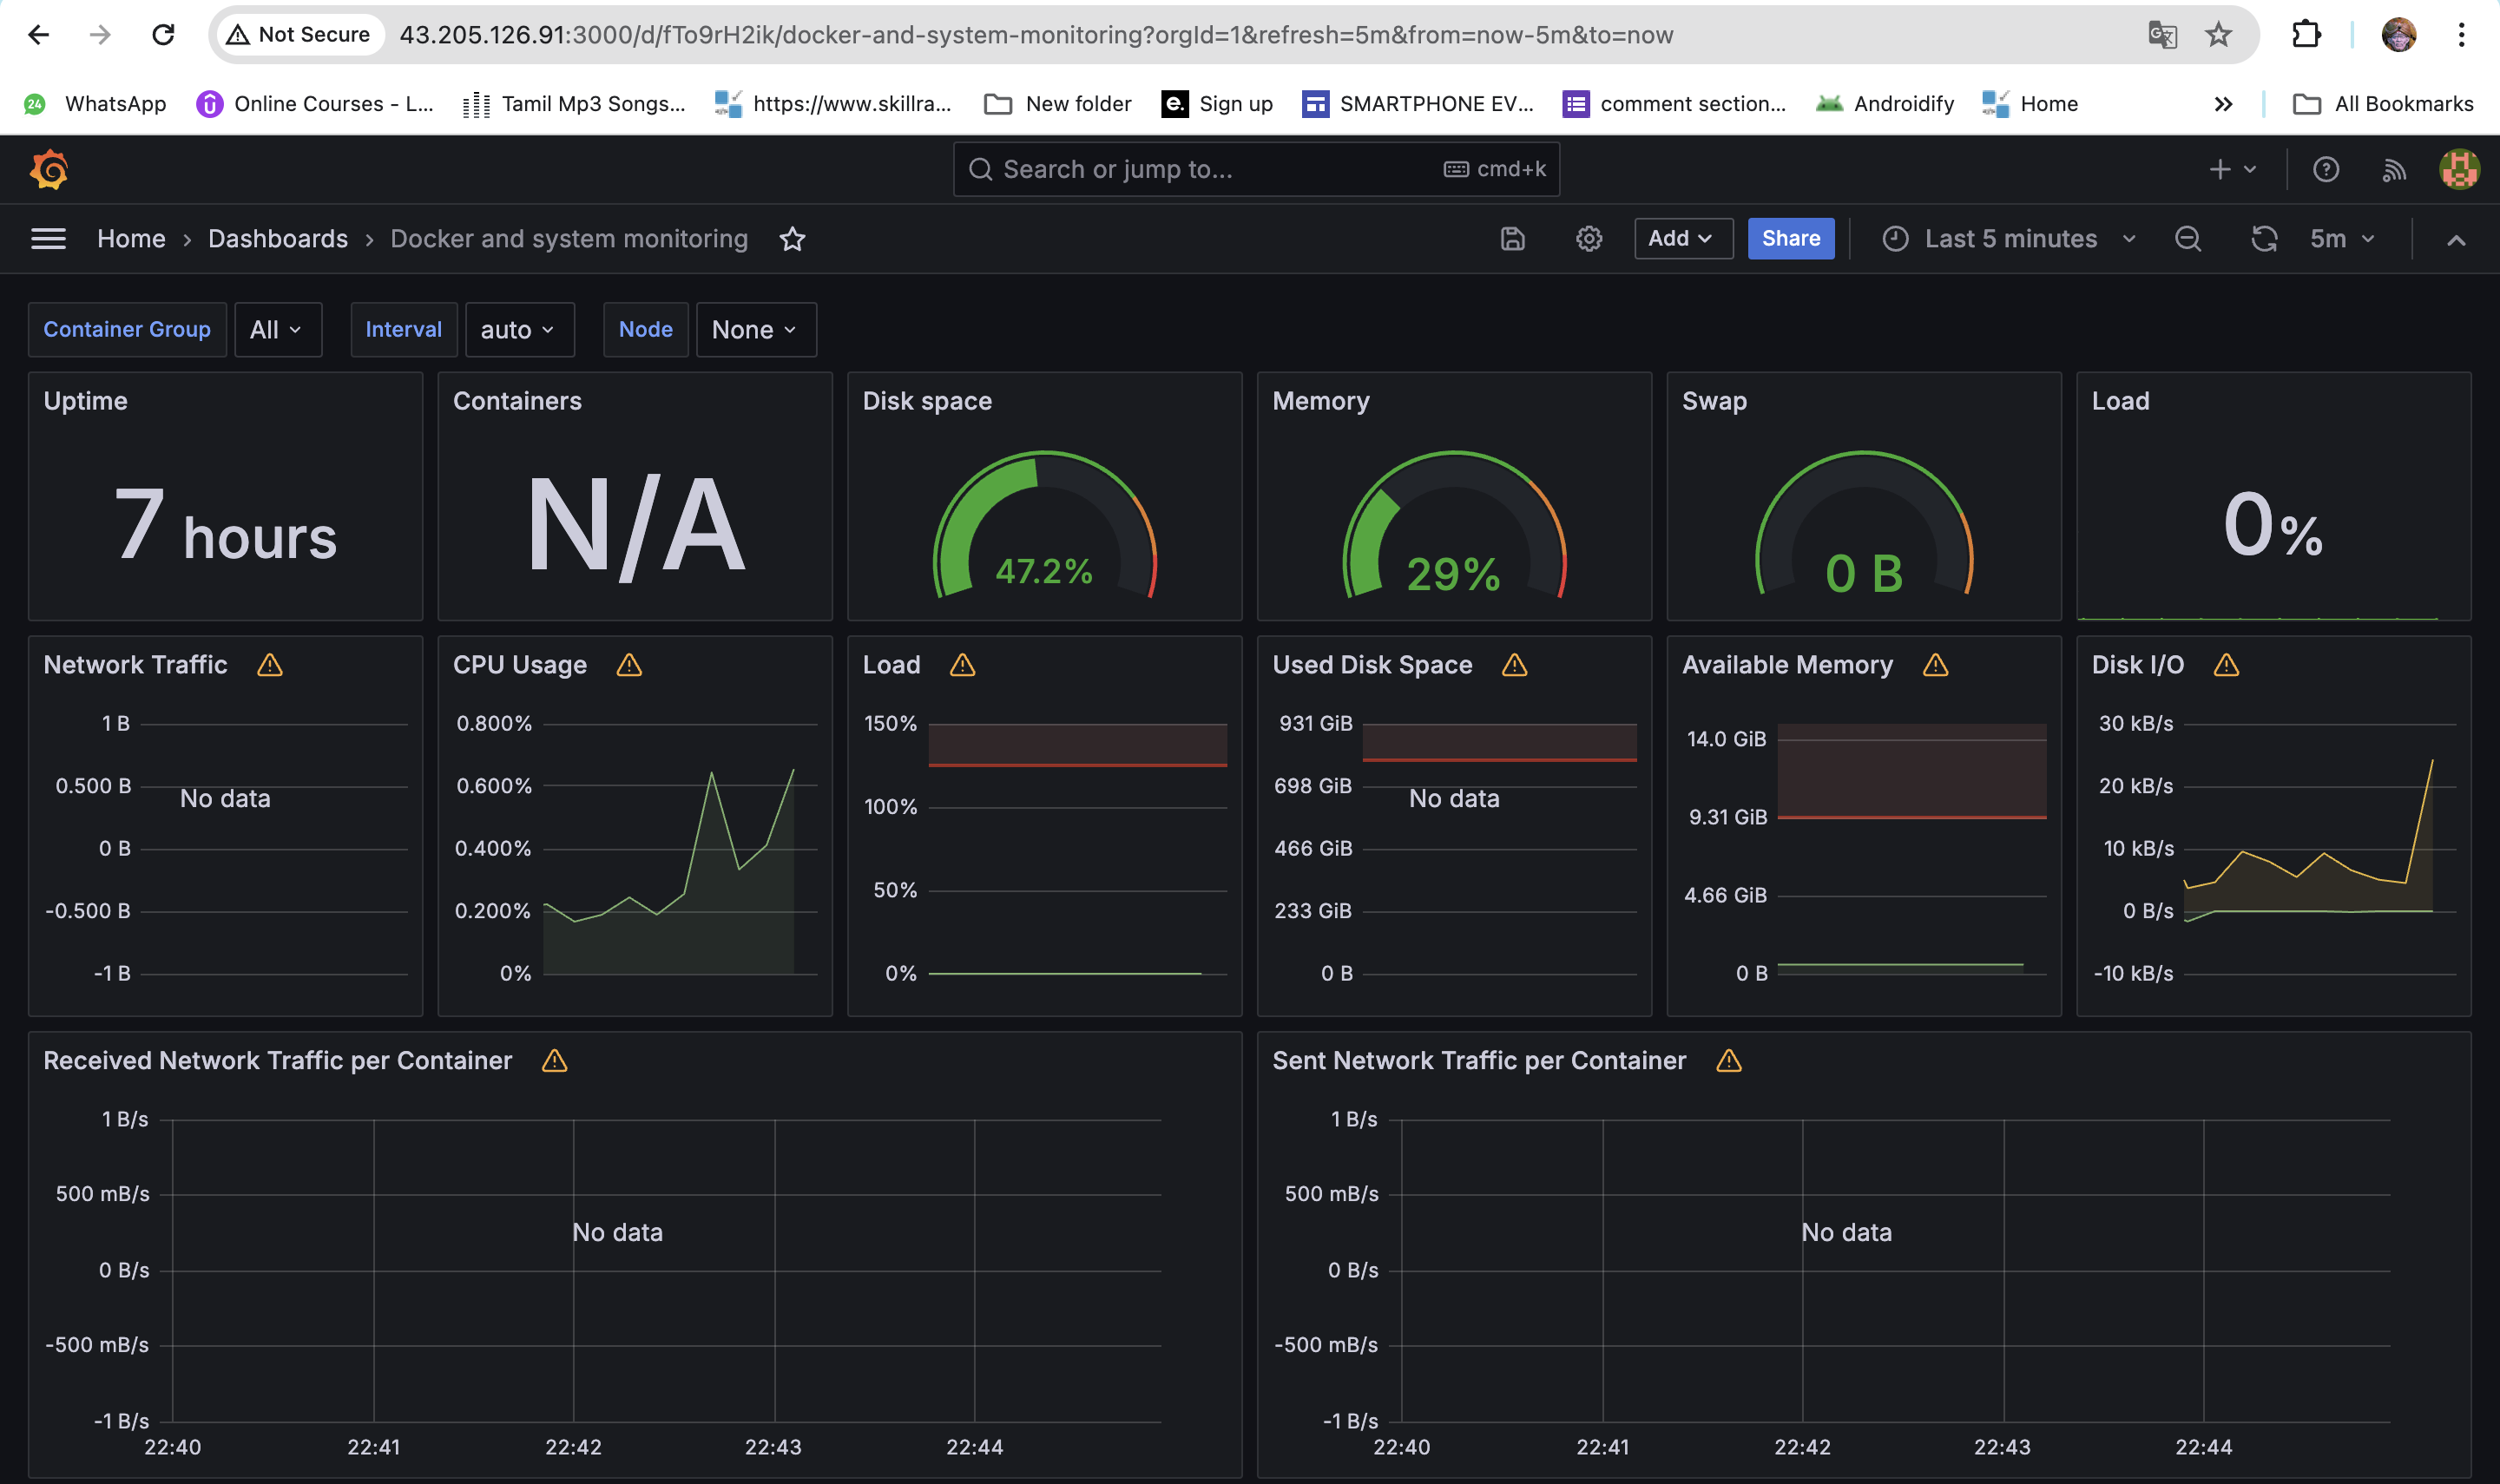 Not Secure
43.205.126.91:3000/d/fTo9rH2ik/docker-and-system-monitoring?orgId=1&refresh=5m&from=now-5m&to=now
24 WhatsApp
Online Courses - L...
Tamil Mp3 Songs...
https://www.skillra...
New folder
e. Sign up
SMARTPHONE EV...
comment section...
Androidify
Home
All Bookmarks
Search or jump to...
cmd+k
Home › Dashboards › Docker and system monitoring
Add
Share
Last 5 minutes
5m
Container Group All
Interval auto
Node None
Uptime
7 hours
Containers
N/A
Disk space
47.2%
Memory
29%
Swap
0 B
Load
0%
Network Traffic
1 B
0.500 B
0 B
-0.500 B
-1 B
No data
CPU Usage
0.800%
0.600%
0.400%
0.200%
0%
Load
150%
100%
50%
0%
Used Disk Space
931 GiB
698 GiB
466 GiB
233 GiB
0 B
No data
Available Memory
14.0 GiB
9.31 GiB
4.66 GiB
0 B
Disk I/O
30 kB/s
20 kB/s
10 kB/s
0 B/s
-10 kB/s
Received Network Traffic per Container
1 B/s
500 mB/s
0 B/s
-500 mB/s
-1 B/s
No data
22:40 22:41 22:42 22:43 22:44
Sent Network Traffic per Container
1 B/s
500 mB/s
0 B/s
-500 mB/s
-1 B/s
No data
22:40 22:41 22:42 22:43 22:44